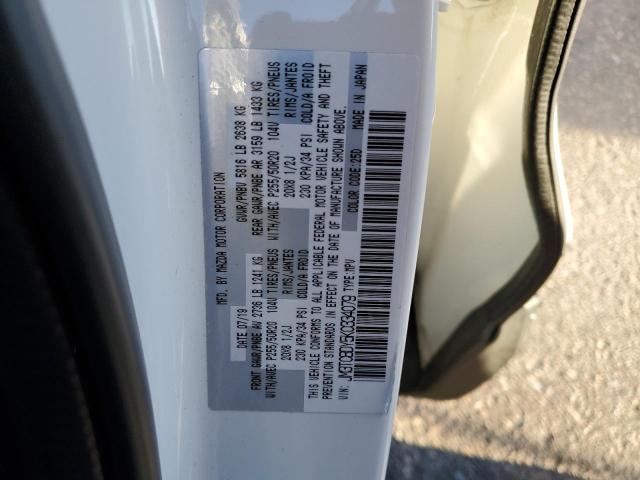 MFD. BY MAZDA MOTOR CORPORATION
DATE: 07/19 GVWR/PNBV 5816 LB 2638 KG
FRONT GAWR/PNBE AV 2736 LB 1241 KG REAR GAWR/PNBE AR 3159 LB 1433 KG
WITH/AVEC P255/50R20 104V TIRES/PNEUS WITH/AVEC P255/50R20 104V TIRES/PNEUS
20X8 1/2J RIMS/JANTES 20X8 1/2J RIMS/JANTES
230 KPA/34 PSI COLD/A FROID 230 KPA/34 PSI COLD/A FROID
THIS VEHICLE CONFORMS TO ALL APPLICABLE FEDERAL MOTOR VEHICLE SAFETY AND THEFT
PREVENTION STANDARDS IN EFFECT ON THE DATE OF MANUFACTURE SHOWN ABOVE.
COLOR CODE:25D MADE IN JAPAN
VIN: JM3TCBDY5K0334079 TYPE:MPV